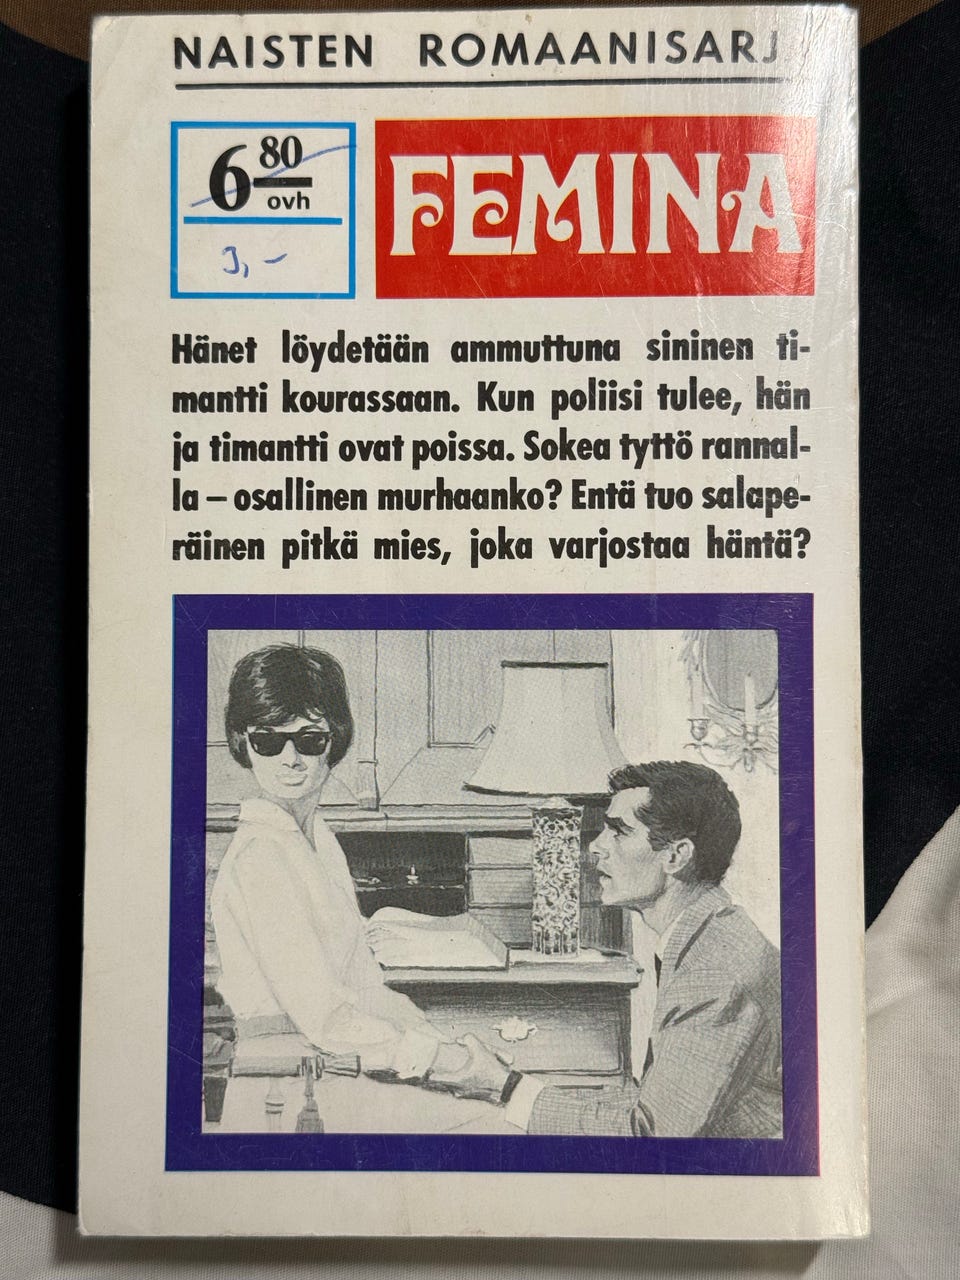 NAISTEN ROMAANISARJ
6 80
ovh
3,-
FEMINA
Hänet löydetään ammuttuna sininen ti-
mantti kourassaan. Kun poliisi tulee, hän
ja timantti ovat poissa. Sokea tyttö rannal-
la – osallinen murhaanko? Entä tuo salape-
räinen pitkä mies, joka varjostaa häntä?